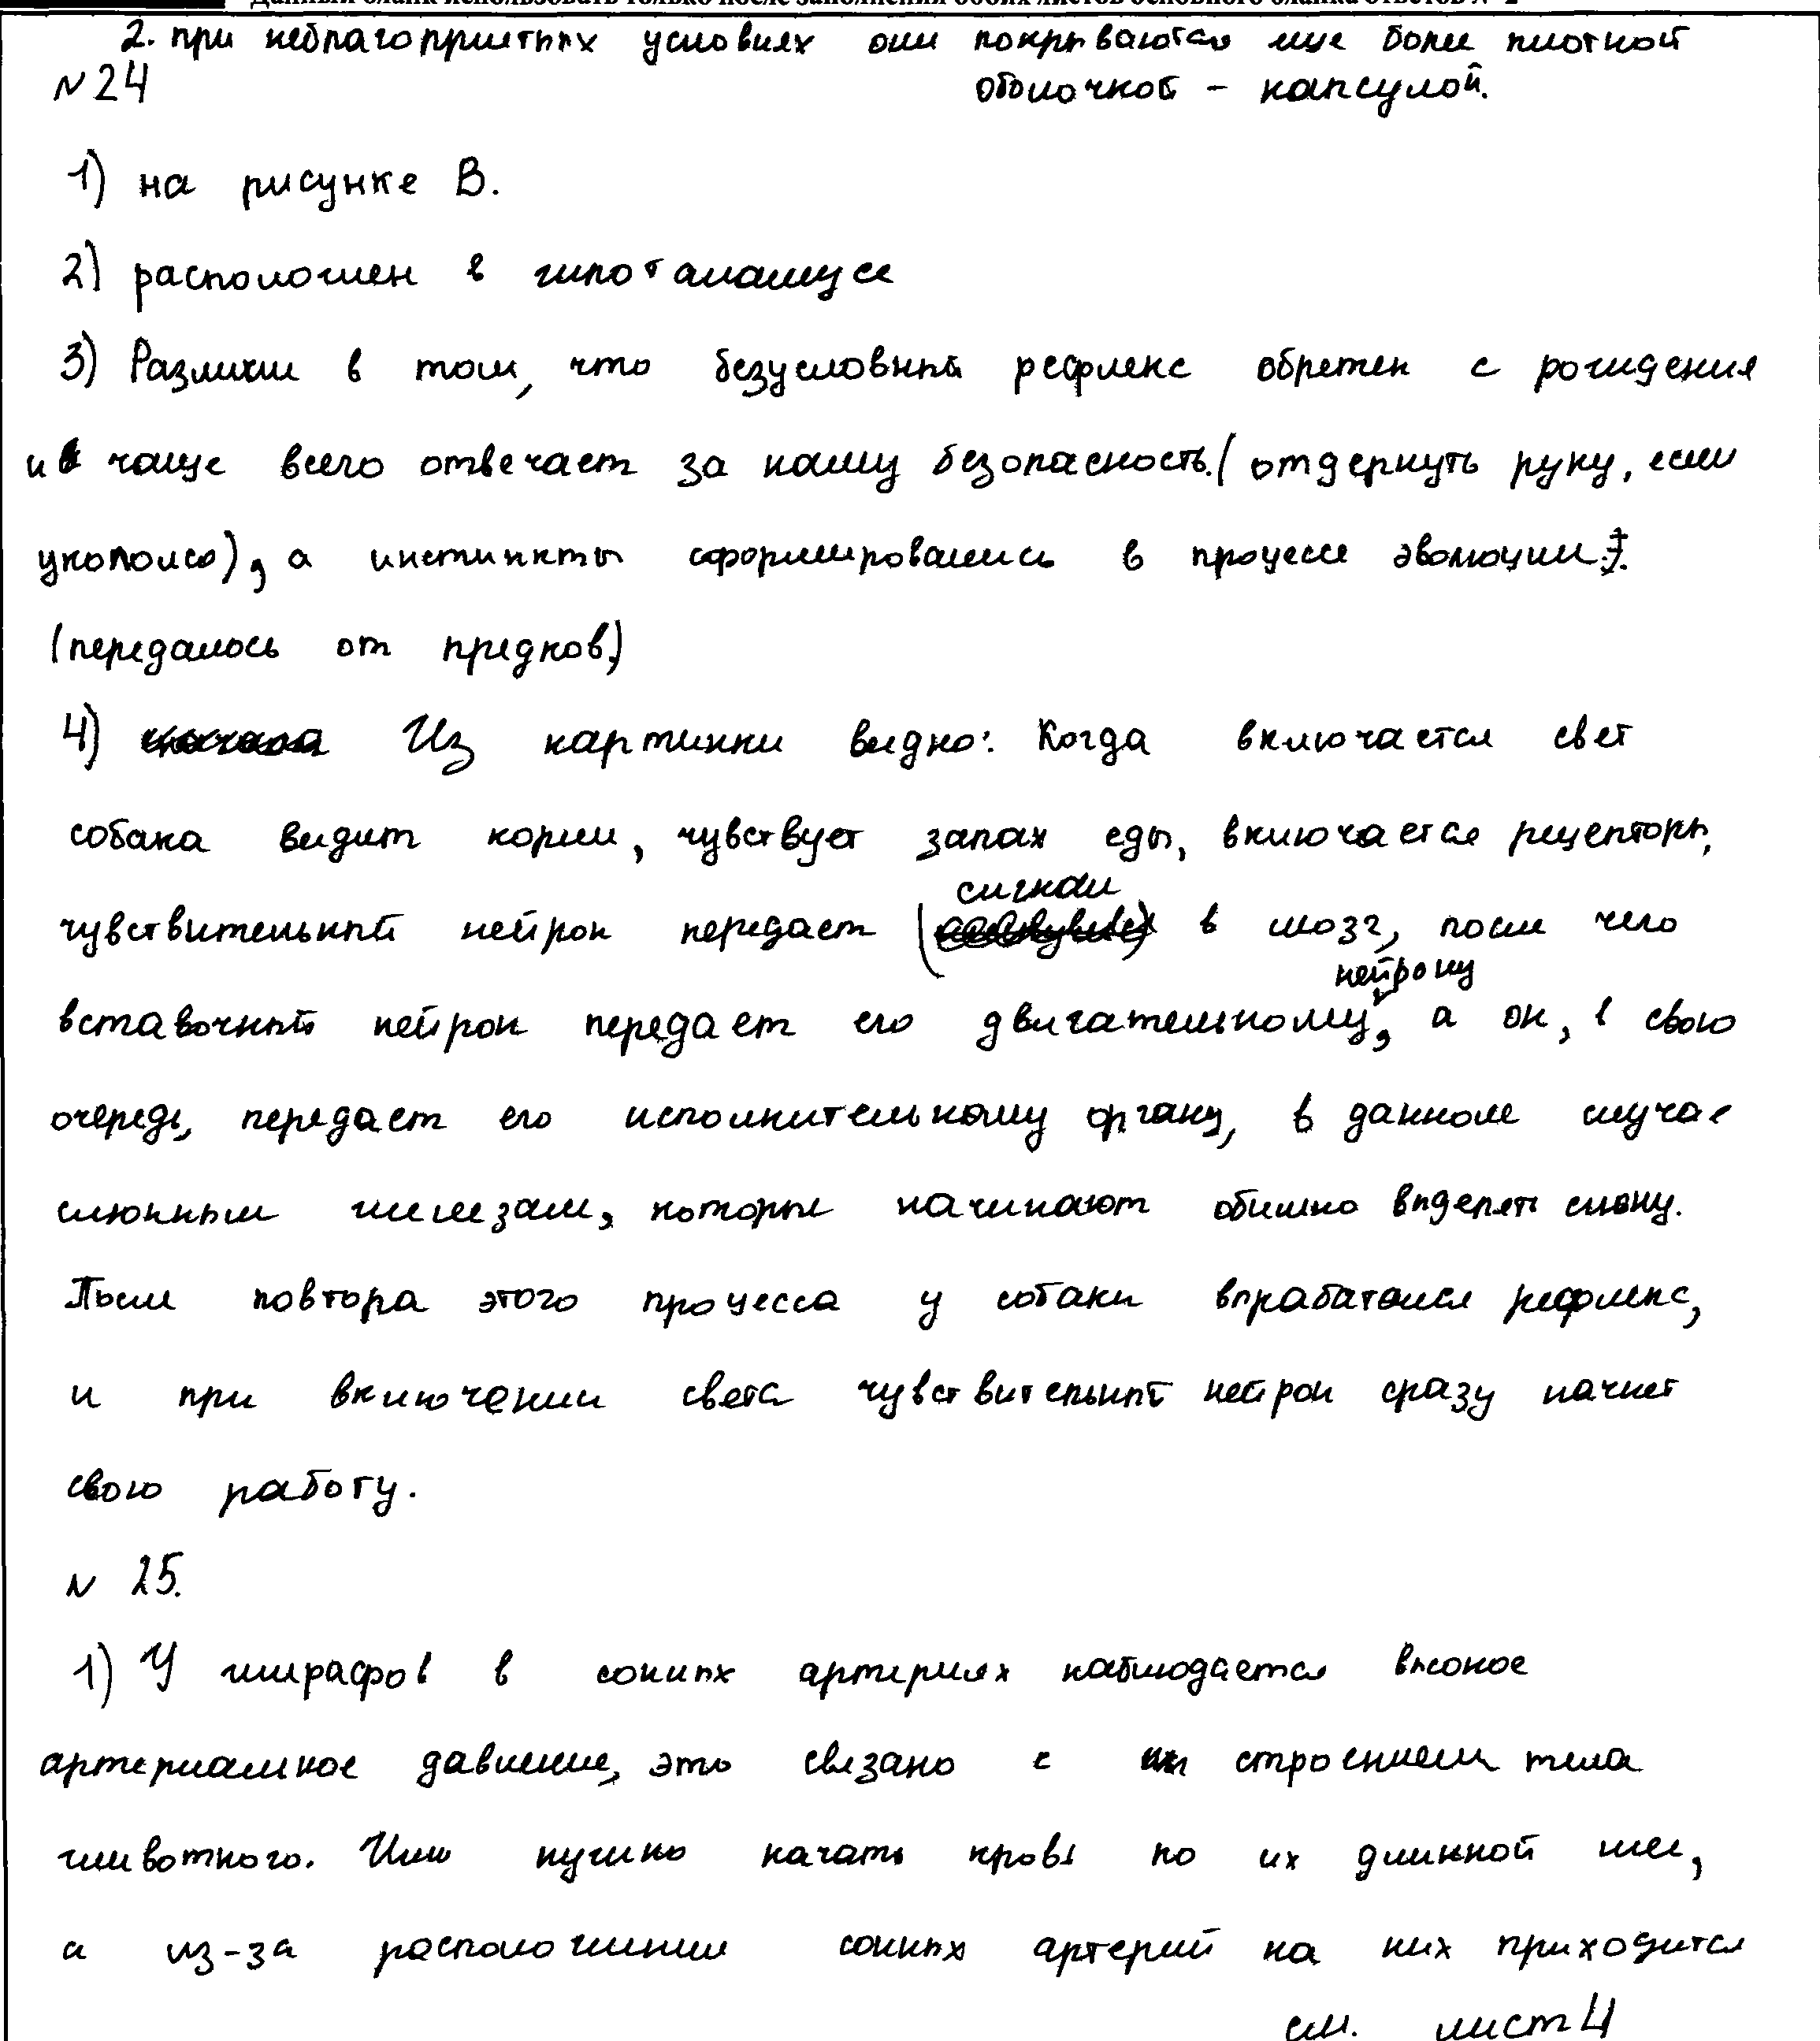 Данный бланк использовать только после заполнения обоих листов основного бланка ответов № 2
2. при неблагоприятных условиях они покрываются еще более плотной
оболочкой - капсулой.
№24
1) на рисунке В.
2) расположен в гипоталамусе
3) Различия в том, что безусловный рефлекс обретен с рождения
и чаще всего отвечает за нашу безопасность. (отдернуть руку, если
укололся), а инстинкты сформировались в процессе эволюции.
(передалось от предков)
4) Из картинки видно: Когда включается свет
собака видит корм, чувствует запах еды, включается рецепторы,
чувствительный нейрон передает сигнал в мозг, после чего
вставочный нейрон передает его двигательному нейрону, а он, в свою
очередь, передает его исполнительному органу, в данном случае
слюнным железам, которые начинают обильно выделять слюну.
После повтора этого процесса у собаки выработался рефлекс,
и при включении света чувствительный нейрон сразу начнет
свою работу.
№ 25.
1) У жирафов в сонных артериях наблюдается высокое
артериальное давление, это связано с строением тела
животного. Им нужно качать кровь по их длинной шее,
а из-за расположения сонных артерий на них приходится
см. лист 4